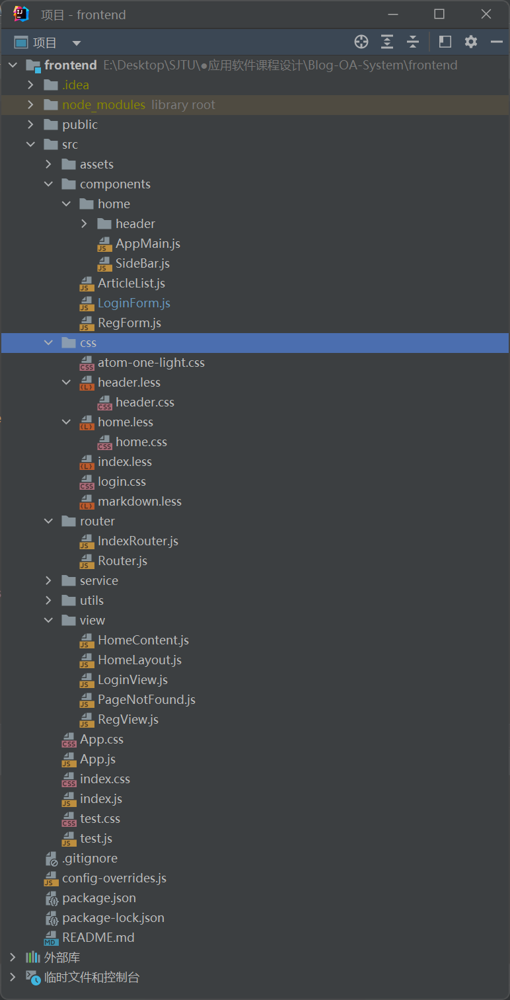 项目 - frontend
项目
frontend E:\Desktop\SJTU\●应用软件课程设计\Blog-OA-System\frontend
.idea
node_modules library root
public
src
assets
components
home
header
AppMain.js
SideBar.js
ArticleList.js
LoginForm.js
RegForm.js
css
atom-one-light.css
header.less
header.css
home.less
home.css
index.less
login.css
markdown.less
router
IndexRouter.js
Router.js
service
utils
view
HomeContent.js
HomeLayout.js
LoginView.js
PageNotFound.js
RegView.js
App.css
App.js
index.css
index.js
test.css
test.js
.gitignore
config-overrides.js
package.json
package-lock.json
README.md
外部库
临时文件和控制台